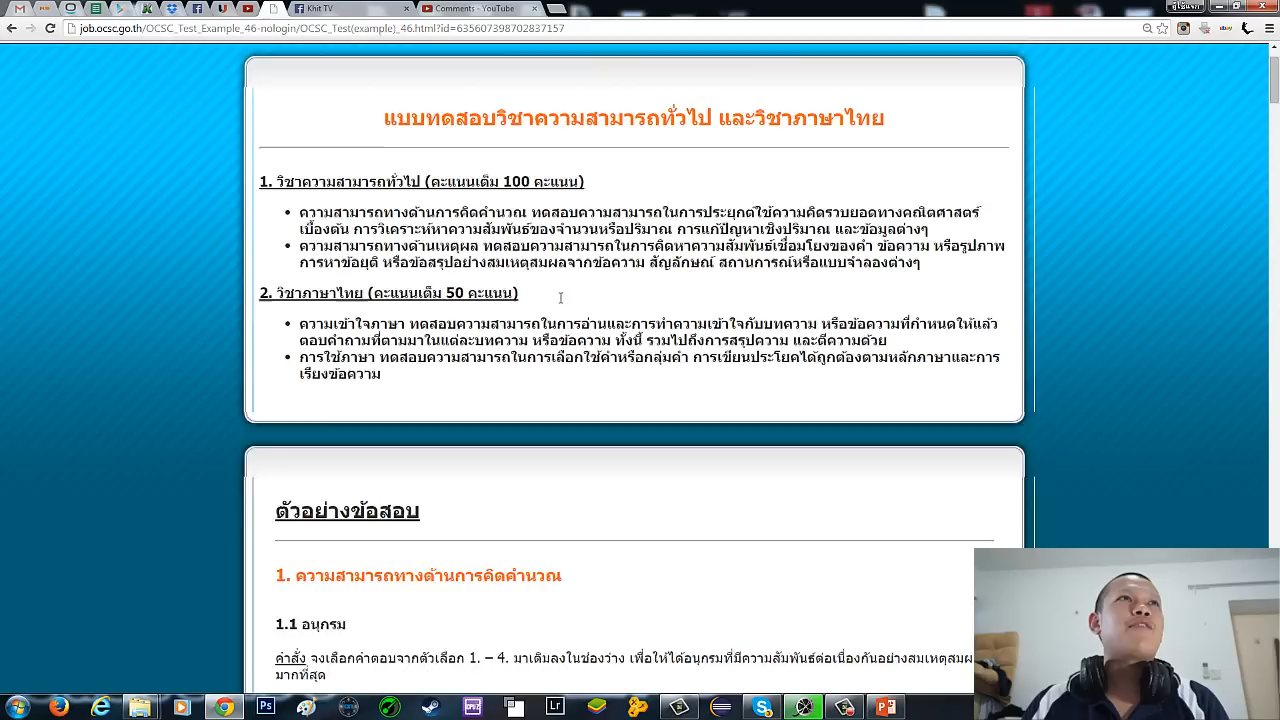 Khit TV
Comments - YouTube
job.ocsc.go.th/OCSC_Test_Example_46-nologin/OCSC_Test(example)_46.html?id=635607398702837157
แบบทดสอบวิชาความสามารถทั่วไป และวิชาภาษาไทย
1. วิชาความสามารถทั่วไป (คะแนนเต็ม 100 คะแนน)
• ความสามารถทางด้านการคิดคำนวณ ทดสอบความสามารถในการประยุกต์ใช้ความคิดรวบยอดทางคณิตศาสตร์
เบื้องต้น การวิเคราะห์หาความสัมพันธ์ของจำนวนหรือปริมาณ การแก้ปัญหาเชิงปริมาณ และข้อมูลต่างๆ
• ความสามารถทางด้านเหตุผล ทดสอบความสามารถในการคิดหาความสัมพันธ์เชื่อมโยงของคำ ข้อความ หรือรูปภาพ
การหาข้อยุติ หรือข้อสรุปอย่างสมเหตุสมผลจากข้อความ สัญลักษณ์ สถานการณ์หรือแบบจำลองต่างๆ
2. วิชาภาษาไทย (คะแนนเต็ม 50 คะแนน)
• ความเข้าใจภาษา ทดสอบความสามารถในการอ่านและการทำความเข้าใจกับบทความ หรือข้อความที่กำหนดให้แล้ว
ตอบคำถามที่ตามมาในแต่ละบทความ หรือข้อความ ทั้งนี้ รวมไปถึงการสรุปความ และตีความด้วย
• การใช้ภาษา ทดสอบความสามารถในการเลือกใช้คำหรือกลุ่มคำ การเขียนประโยคได้ถูกต้องตามหลักภาษาและการ
เรียงข้อความ
ตัวอย่างข้อสอบ
1. ความสามารถทางด้านการคิดคำนวณ
1.1 อนุกรม
คำสั่ง จงเลือกคำตอบจากตัวเลือก 1. – 4. มาเติมลงในช่องว่าง เพื่อให้ได้อนุกรมที่มีความสัมพันธ์ต่อเนื่องกันอย่างสมเหตุสมผ
มากที่สุด